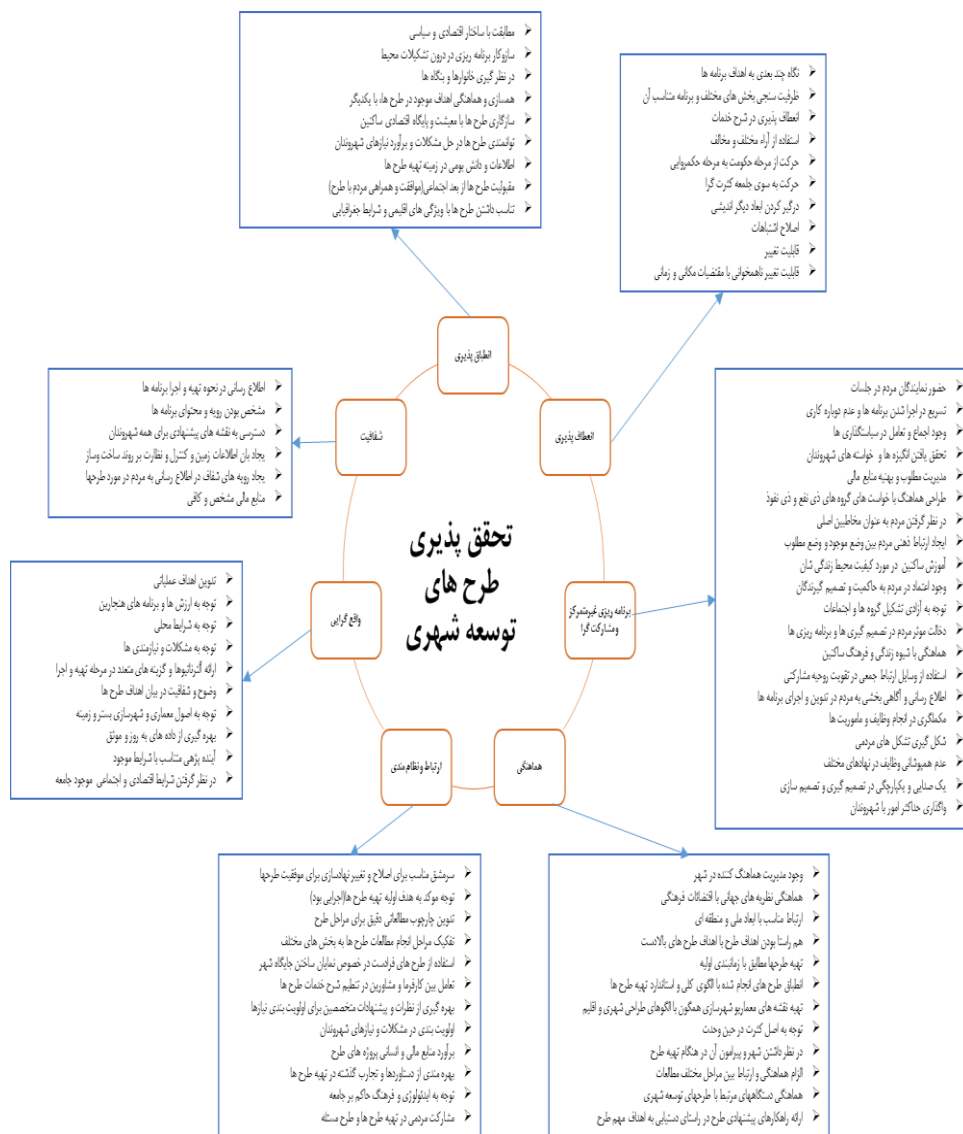 مطابقت با ساختار اقتصادی و سیاسی
سازوکار برنامه ریزی در درون تشکیلات محیط
در نظر گیری خانوارها و بنگاه ها
همسازی و هماهنگی اهداف موجود در طرح ها، با یکدیگر
سازگاری طرح ها با معیشت و پایگاه اقتصادی ساکنین
توانمندی طرح ها در حل مشکلات و برآورد نیازهای شهروندان
اطلاعات و دانش بومی در زمینه تهیه طرح ها
مقبولیت طرح ها از بعد اجتماعی(موافقت و همراهی مردم با طرح)
تناسب داشتن طرح ها با ویژگی های اقلیمی و شرایط جغرافیایی
نگاه چند بعدی به اهداف برنامه ها
ظرفیت سنجی بخش های مختلف و برنامه متناسب آن
انعطاف پذیری در شرح خدمات
استفاده از آراء مختلف و مخالف
حرکت از مرحله حکومت به مرحله حکمروایی
حرکت به سوی جلمعه کثرت گرا
درگیر کردن ابعاد دیگر اندیشی
اصلاح اشتباهات
قابلیت تغییر
قابلیت تغییر ناهمخوانی با مقتضیات مکانی و زمانی
انطباق پذیری
انعطاف پذیری
شفافیت
اطلاع رسانی در نحوه تهیه و اجرا برنامه ها
مشخص بودن رویه و محتوای برنامه ها
دسترسی به نقشه های پیشنهادی برای همه شهروندان
یجاد بان اطلاعات زمین و کنترل و نظارت بر روند ساخت وساز
یجاد رویه های شفاف در اطلاع رسانی به مردم در مورد طرحها
منابع مالی مشخص و کافی
حضور نمایندگان مردم در جلسات
تسریع در اجرا شدن برنامه ها و عدم دوباره کاری
وجود اجماع و تعامل در سیاستگذاری ها
تحقق یافتن انگیزه ها و خواسته های شهروندان
مدیریت مطلوب و بهنیه منابع مالی
طراحی هماهنگ با خواست های گروه های ذی نفع و ذی نفوذ
در نظر گرفتن مردم به عنوان مخاطبین اصلی
ایجاد ارتباط ذهنی مردم بین وضع موجود و وضع مطلوب
آموزش ساکنین در مورد کیفیت محیط زندگی شان
وجود اعتماد در مردم به حاکمیت و تصمیم گیرندگان
توجه به آزادی تشکیل گروه ها و اجتماعات
دخالت موثر مردم در تصمیم گیری ها و برنامه ریزی ها
هماهنگی با شیوه زندگی و فرهنگ ساکنین
استفاده از وسایل ارتباط جمعی در تقویت روحیه مشارکتی
اطلاع رسانی و آگاهی بخشی به مردم در تدوین و اجرای برنامه ها
مکملگری در انجام وظایف و ماموریت ها
شکل گیری تشکل های مردمی
عدم همپوشانی وظایف در نهادهای مختلف
یک صدایی و یکپارچگی در تصمیم گیری و تصمیم سازی
واگذاری حداکثر امور با شهروندان
تحقق پذیری
طرح های
توسعه شهری
برنامه ریزی غیرمتمرکز
و مشارکت گرا
واقع گرایی
تدوین اهداف عملیاتی
توجه به ارزش ها و برنامه های هنجارین
توجه به شرایط محلی
توجه به مشکلات و نیازمندی ها
ارائه آلترناتیوها و گزینه های متعدد در مرحله تهیه و اجرا
وضوح و شفافیت در بیان اهداف طرح ها
توجه به اصول معماری و شهرسازی بستر و زمینه
بهره گیری از داده های به روز و موثق
آینده پژهی متناسب با شرایط موجود
در نظر گرفتن شرایط اقتصادی و اجتماعی موجود جامعه
هماهنگی
ارتباط و نظام مندی
وجود مدیریت هماهنگ کننده در شهر
هماهنگی نظریه های جهانی با اقتضائات فرهنگی
ارتباط مناسب با ابعاد ملی و منطقه ای
هم راستا بودن اهداف طرح با اهداف طرح های بالادست
تهیه طرحها مطابق با زمانبندی اولیه
انطباق طرح های انجام شده با الگوی کلی و استاندارد تهیه طرح ها
تهیه نقشه های معماریو شهرسازی همگون با الگوهای طراحی شهری و اقلیم
توجه به اصل کثرت در حین وحدت
در نظر داشتن شهر و پیرامون آن در هنگام تهیه طرح
الزام هماهنگی و ارتباط بین مراحل مختلف مطالعات
هماهنگی دستگاههای مرتبط با طرحهای توسعه شهری
ارائه راهکارهای پیشنهادی طرح در راستای دستیابی به اهداف مهم طرح
سرمشق مناسب برای اصلاح و تغییر نهادسازی برای موفقیت طرحها
توجه موکد به هدف اولیه تهیه طرح ها(اجرایی بود)
تدوین چارچوب مطالعاتی دقیق برای مراحل طرح
تفکیک مراحل انجام مطالعات طرح ها به بخش های مختلف
استفاده از طرح های فرادست در خصوص نمایان ساختن جایگاه شهر
تعامل بین کارفرما و مشاورین در تنظیم شرح خدمات طرح ها
بهره گیری از نظرات و پیشنهادات متخصصین برای اولویت بندی نیازها
اولویت بندی در مشکلات و نیازهای شهروندان
برآورد منابع مالی و انسانی پروژه های طرح
بهره مندی از دستاوردها و تجارب گذشته در تهیه طرح ها
توجه به ایدئولوژی و فرهنگ حاکم بر جامعه
مشارکت مردمی در تهیه طرح ها و طرح مسئله